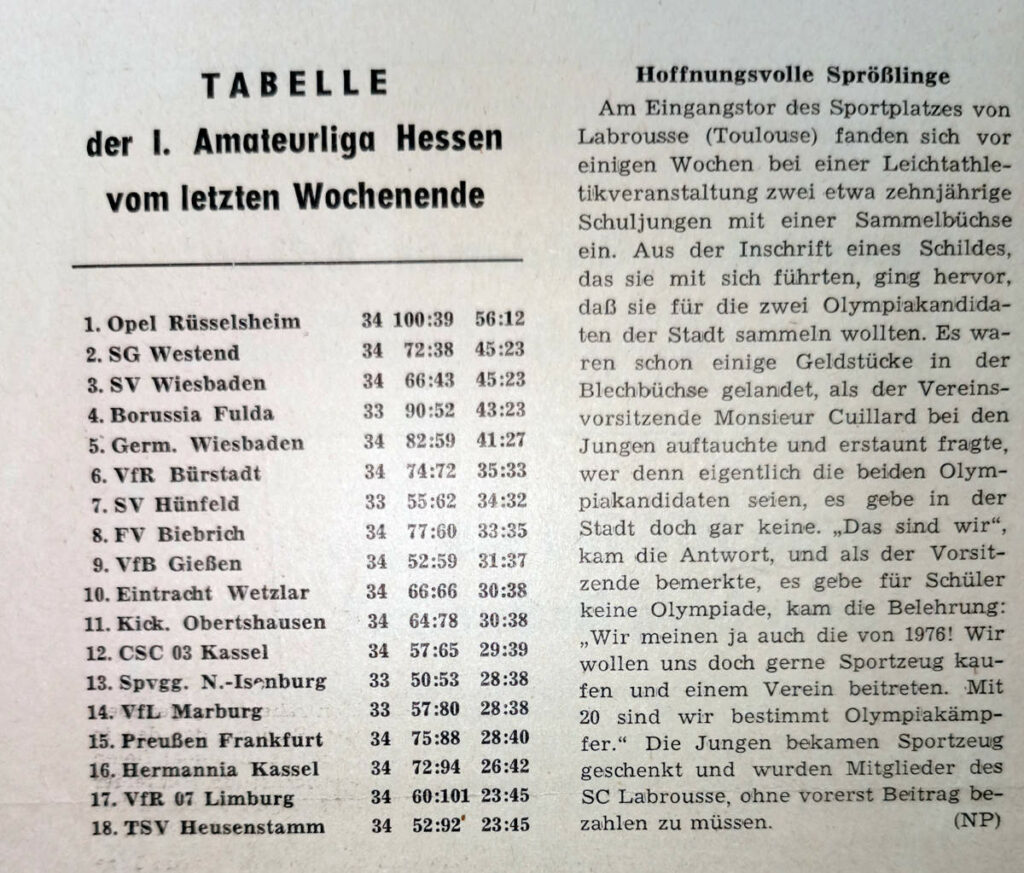 TABELLE
der I. Amateurliga Hessen
vom letzten Wochenende
1. Opel Rüsselsheim 34 100:39 56:12
2. SG Westend 34 72:38 45:23
3. SV Wiesbaden 34 66:43 45:23
4. Borussia Fulda 33 90:52 43:23
5. Germ. Wiesbaden 34 82:59 41:27
6. VfR Bürstadt 34 74:72 35:33
7. SV Hünfeld 33 55:62 34:32
8. FV Biebrich 34 77:60 33:35
9. VfB Gießen 34 52:59 31:37
10. Eintracht Wetzlar 34 66:66 30:38
11. Kick. Obertshausen 34 64:78 30:38
12. CSC 03 Kassel 34 57:65 29:39
13. Spvgg. N.-Isenburg 33 50:53 28:38
14. VfL Marburg 33 57:80 28:38
15. Preußen Frankfurt 34 75:88 28:40
16. Hermannia Kassel 34 72:94 26:42
17. VfR 07 Limburg 34 60:101 23:45
18. TSV Heusenstamm 34 52:92 23:45
Hoffnungsvolle Sprößlinge
Am Eingangstor des Sportplatzes von
Labrousse (Toulouse) fanden sich vor
einigen Wochen bei einer Leichtathle-
tikveranstaltung zwei etwa zehnjährige
Schuljungen mit einer Sammelbüchse
ein. Aus der Inschrift eines Schildes,
das sie mit sich führten, ging hervor,
daß sie für die zwei Olympiakandida-
ten der Stadt sammeln wollten. Es wa-
ren schon einige Geldstücke in der
Blechbüchse gelandet, als der Vereins-
vorsitzende Monsieur Cuillard bei den
Jungen auftauchte und erstaunt fragte,
wer denn eigentlich die beiden Olym-
piakandidaten seien, es gebe in der
Stadt doch gar keine. „Das sind wir“,
kam die Antwort, und als der Vorsit-
zende bemerkte, es gebe für Schüler
keine Olympiade, kam die Belehrung:
„Wir meinen ja auch die von 1976! Wir
wollen uns doch gerne Sportzeug kau-
fen und einem Verein beitreten. Mit
20 sind wir bestimmt Olympiakämp-
fer.“ Die Jungen bekamen Sportzeug
geschenkt und wurden Mitglieder des
SC Labrousse, ohne vorerst Beitrag be-
zahlen zu müssen. (NP)